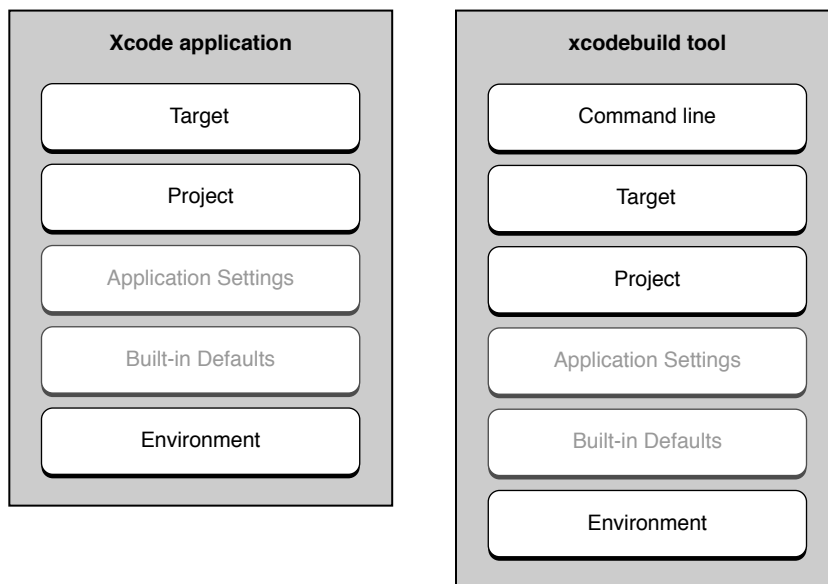 Xcode application
Target
Project
Application Settings
Built-in Defaults
Environment
xcodebuild tool
Command line
Target
Project
Application Settings
Built-in Defaults
Environment